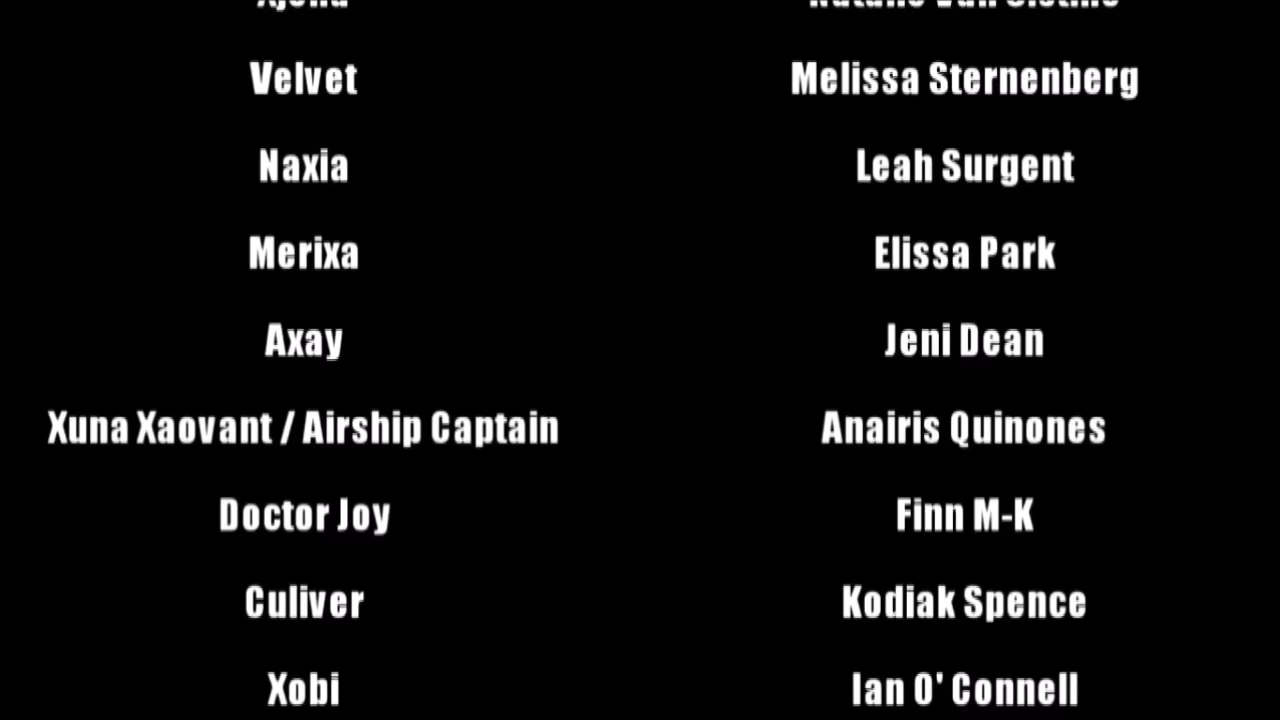 Velvet Melissa Sternenberg
Naxia Leah Surgent
Merixa Elissa Park
Axay Jeni Dean
Xuna Xaovant / Airship Captain Anairis Quinones
Doctor Joy Finn M-K
Culiver Kodiak Spence
Xobi Ian O' Connell